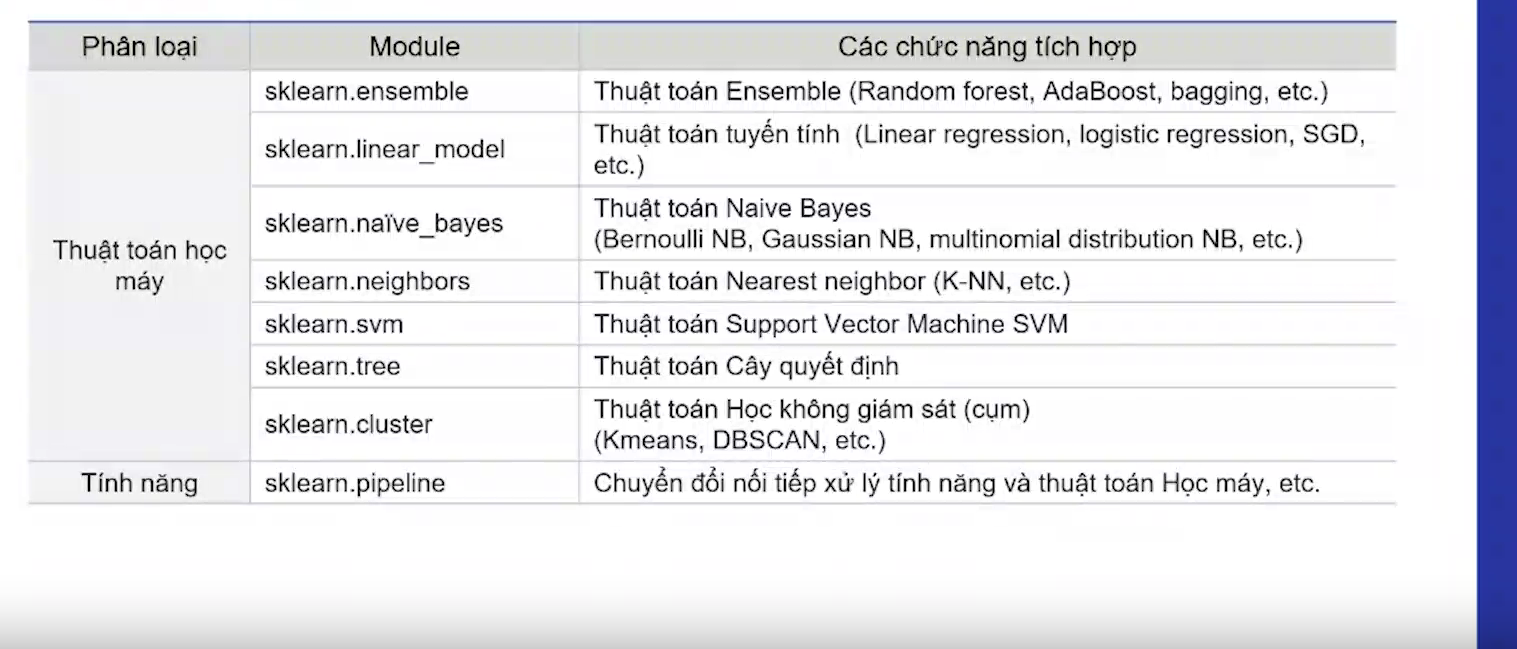 Phân loại Module Các chức năng tích hợp
sklearn.ensemble Thuật toán Ensemble (Random forest, AdaBoost, bagging, etc.)
sklearn.linear_model Thuật toán tuyến tính (Linear regression, logistic regression, SGD,
etc.)
sklearn.naïve_bayes Thuật toán Naive Bayes
(Bernoulli NB, Gaussian NB, multinomial distribution NB, etc.)
Thuật toán học
máy
sklearn.neighbors Thuật toán Nearest neighbor (K-NN, etc.)
sklearn.svm Thuật toán Support Vector Machine SVM
sklearn.tree Thuật toán Cây quyết định
sklearn.cluster Thuật toán Học không giám sát (cụm)
(Kmeans, DBSCAN, etc.)
Tính năng sklearn.pipeline Chuyển đổi nối tiếp xử lý tính năng và thuật toán Học máy, etc.